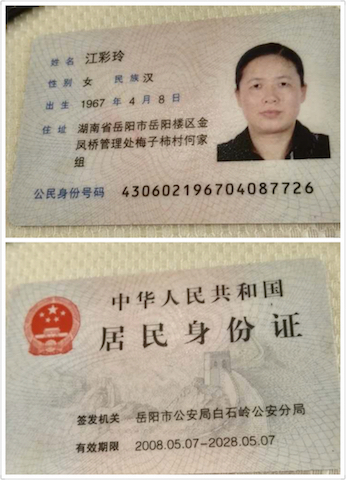 姓名 江彩玲
性别 女 民族 汉
出生 1967 年 4 月 8 日
住址 湖南省岳阳市岳阳楼区金
凤桥管理处梅子柿村何家
组
公民身份号码 430602196704087726
中华人民共和国
居民身份证
签发机关 岳阳市公安局白石岭公安分局
有效期限 2008.05.07-2028.05.07